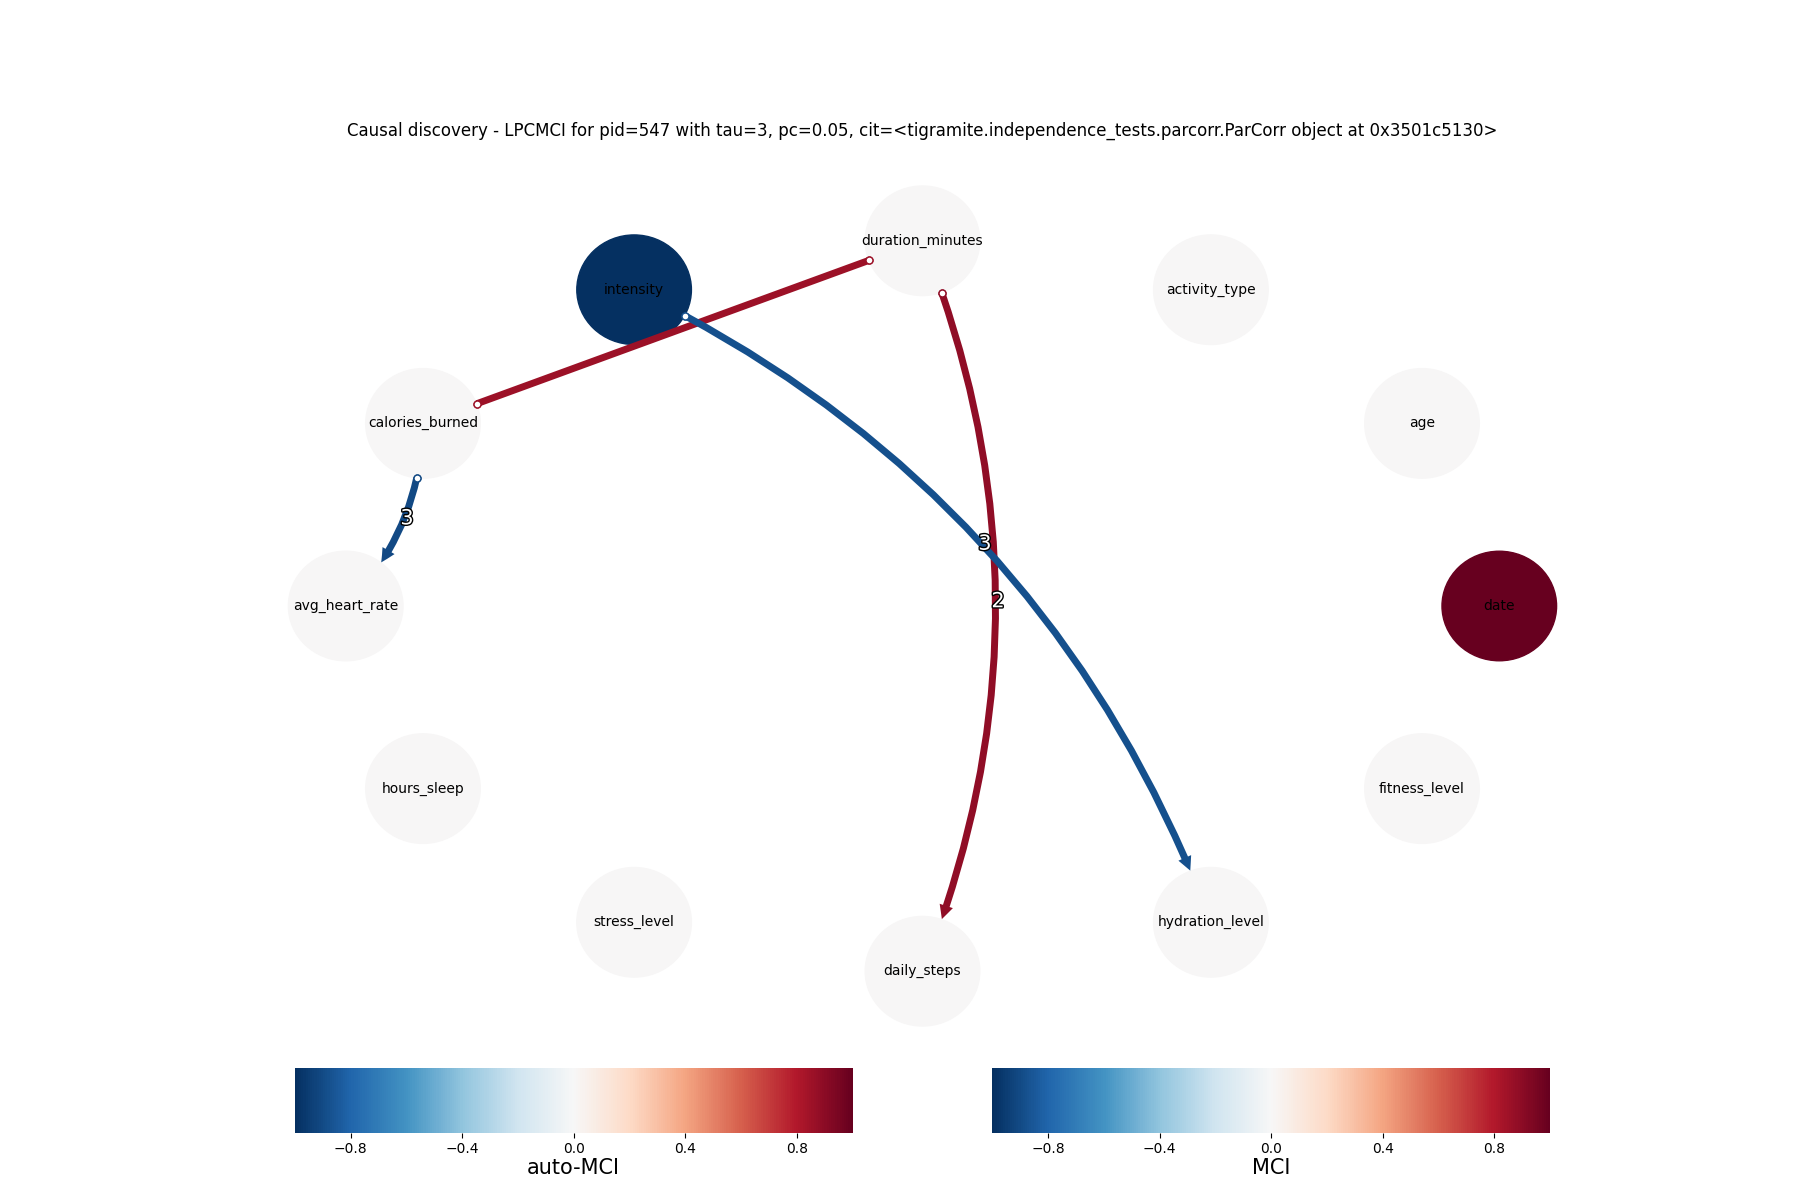 Causal discovery - LPCMCI for pid=547 with tau=3, pc=0.05, cit=<tigramite.independence_tests.parcorr.ParCorr object at 0x3501c5130>
duration_minutes
intensity
activity_type
calories_burned
age
3
3
2
avg_heart_rate
date
hours_sleep
fitness_level
stress_level
hydration_level
daily_steps
−0.8 −0.4 0.0 0.4 0.8
auto-MCI
−0.8 −0.4 0.0 0.4 0.8
MCI